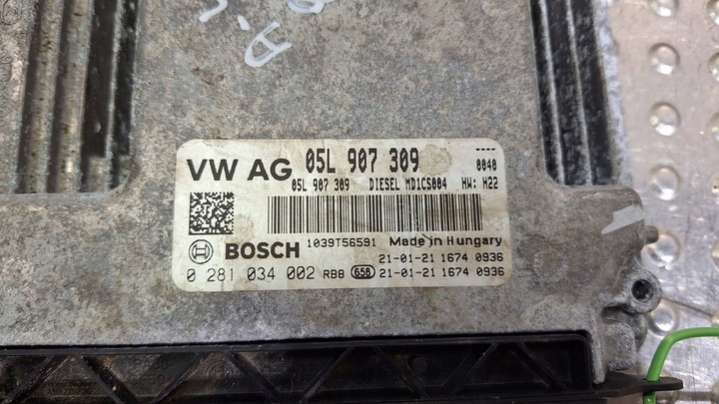 VW AG 05L 907 309 ----
0040
05L 907 309 DIESEL MD1CS004 HW: H22
BOSCH 1039T56591 Made in Hungary
21-01-21 1674 0936
0 281 034 002 RBB 658 21-01-21 1674 0936